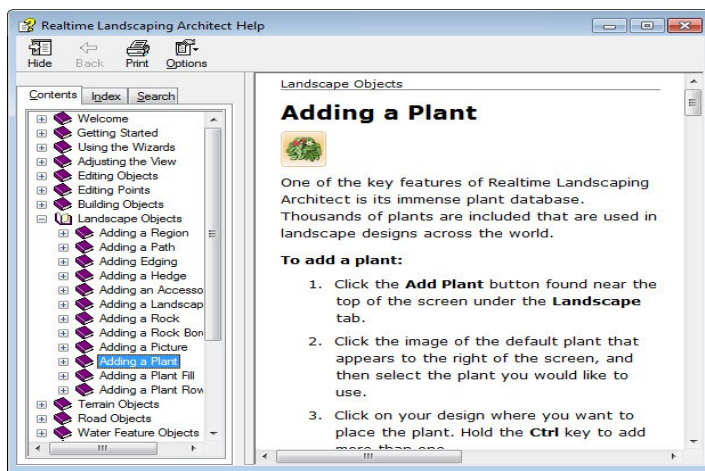 Realtime Landscaping Architect Help
Hide Back Print Options
Contents Index Search
Welcome
Getting Started
Using the Wizards
Adjusting the View
Editing Objects
Editing Points
Building Objects
Landscape Objects
Adding a Region
Adding a Path
Adding Edging
Adding a Hedge
Adding an Accesso
Adding a Landscap
Adding a Rock
Adding a Rock Bor
Adding a Picture
Adding a Plant
Adding a Plant Fill
Adding a Plant Row
Terrain Objects
Road Objects
Water Feature Objects
Landscape Objects
Adding a Plant
One of the key features of Realtime Landscaping
Architect is its immense plant database.
Thousands of plants are included that are used in
landscape designs across the world.
To add a plant:
1. Click the Add Plant button found near the
top of the screen under the Landscape
tab.
2. Click the image of the default plant that
appears to the right of the screen, and
then select the plant you would like to
use.
3. Click on your design where you want to
place the plant. Hold the Ctrl key to add
more than one